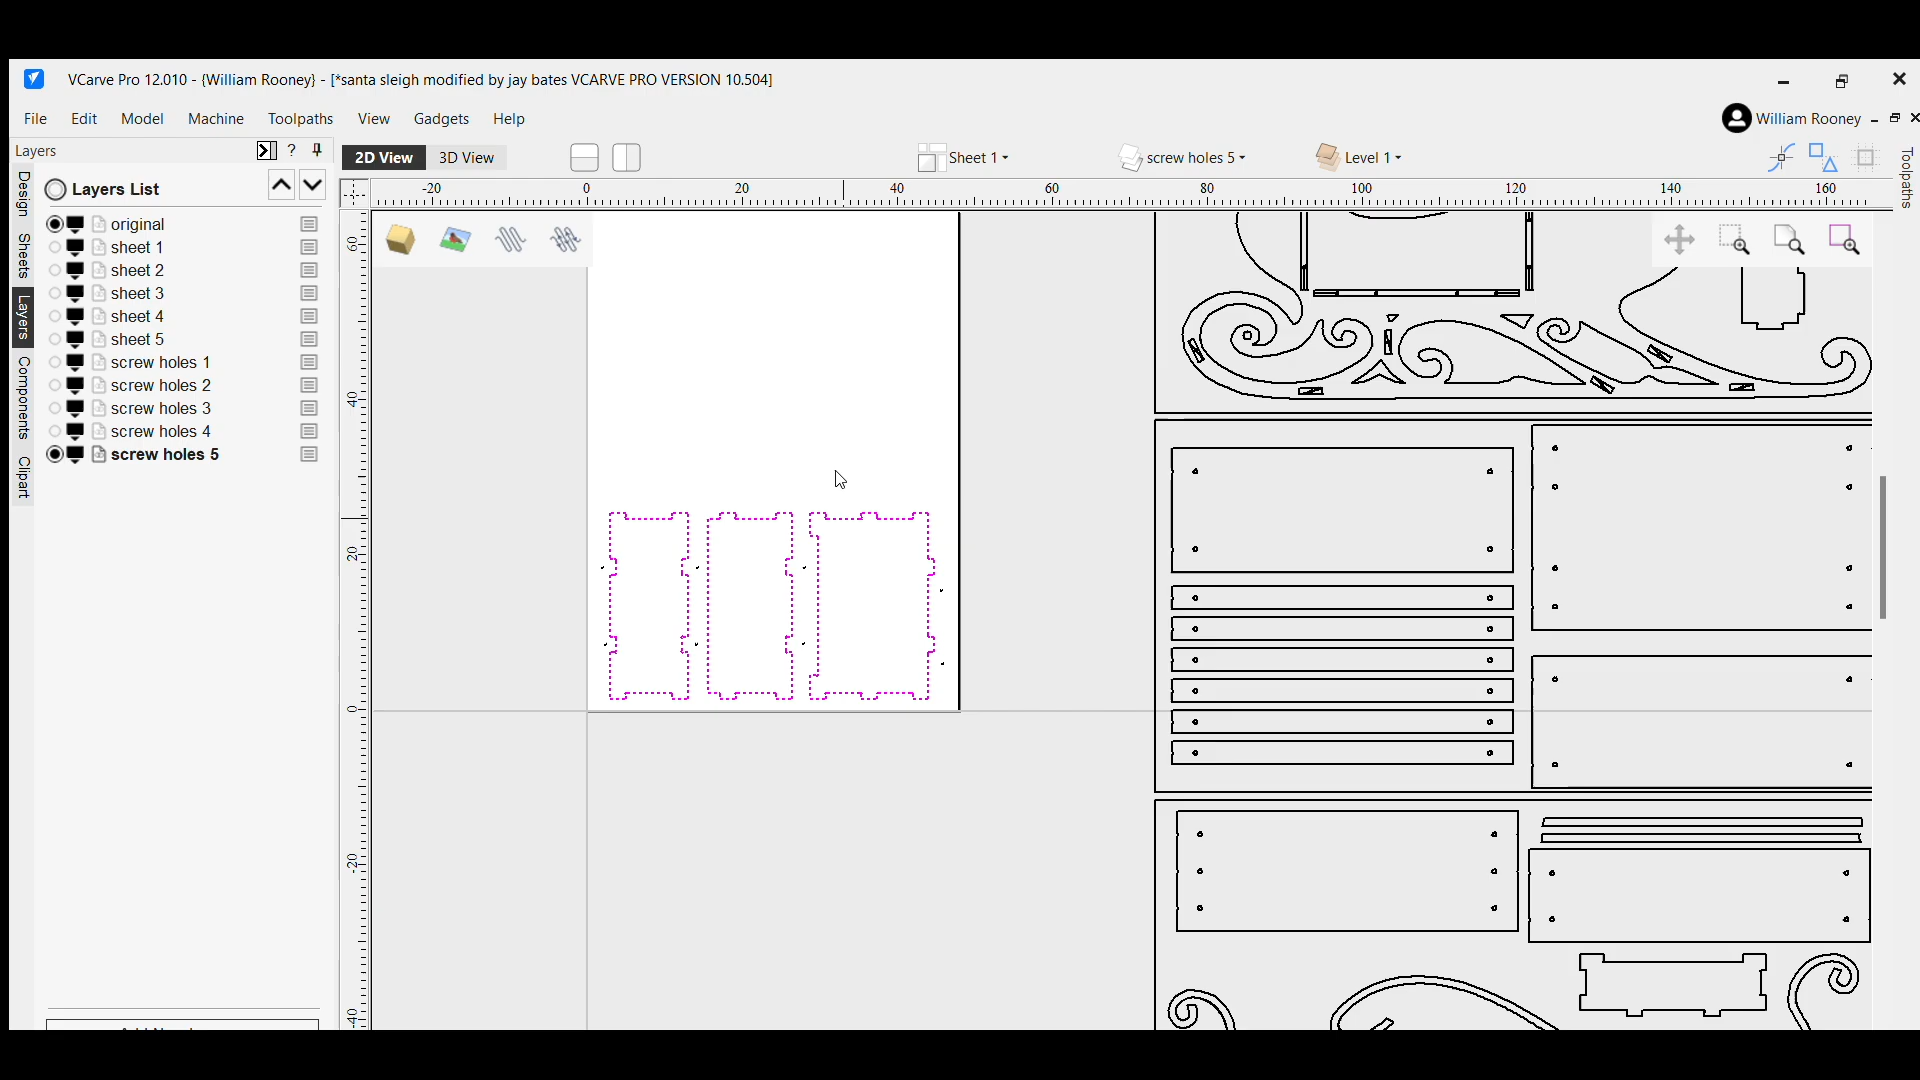 VCarve Pro 12.010 - {William Rooney} - [*santa sleigh modified by jay bates VCARVE PRO VERSION 10.504]
File Edit Model Machine Toolpaths View Gadgets Help
William Rooney
Layers ?
2D View 3D View Sheet 1 screw holes 5 Level 1
Toolpaths
Design
Sheets
Layers
Components
Clipart
Layers List
original
sheet 1
sheet 2
sheet 3
sheet 4
sheet 5
screw holes 1
screw holes 2
screw holes 3
screw holes 4
screw holes 5
-20 0 20 40 60 80 100 120 140 160
60
40
20
0
-20
-40